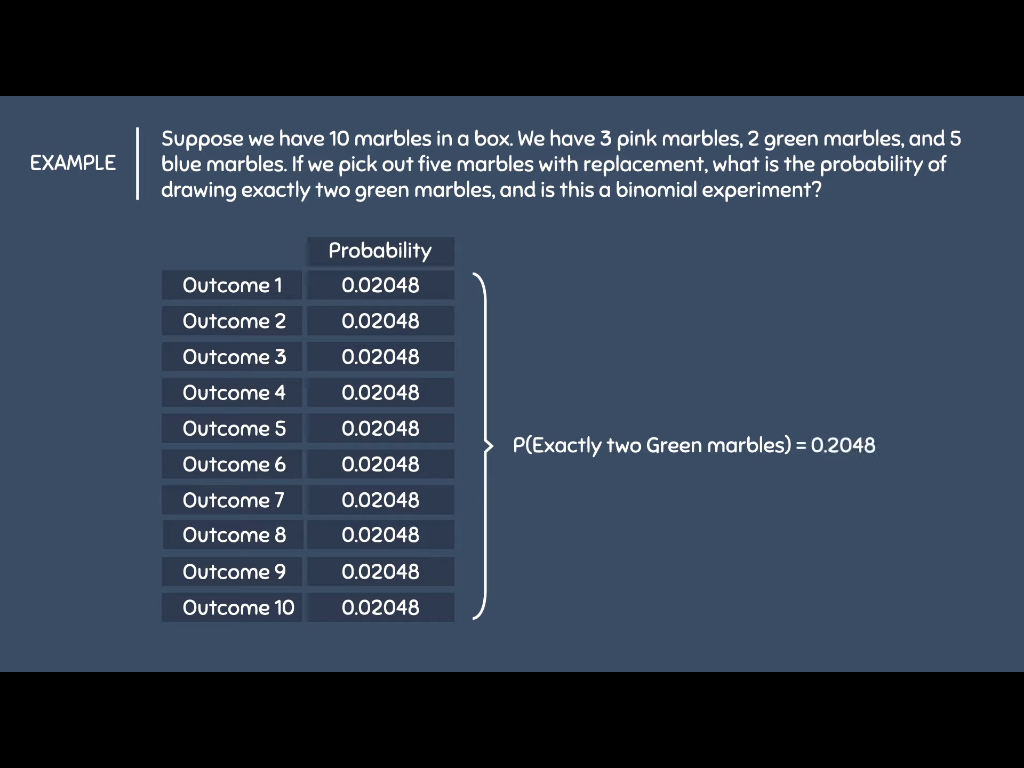 EXAMPLE
Suppose we have 10 marbles in a box. We have 3 pink marbles, 2 green marbles, and 5
blue marbles. If we pick out five marbles with replacement, what is the probability of
drawing exactly two green marbles, and is this a binomial experiment?
Probability
Outcome 1 0.02048
Outcome 2 0.02048
Outcome 3 0.02048
Outcome 4 0.02048
Outcome 5 0.02048
Outcome 6 0.02048
Outcome 7 0.02048
Outcome 8 0.02048
Outcome 9 0.02048
Outcome 10 0.02048
P(Exactly two Green marbles) = 0.2048